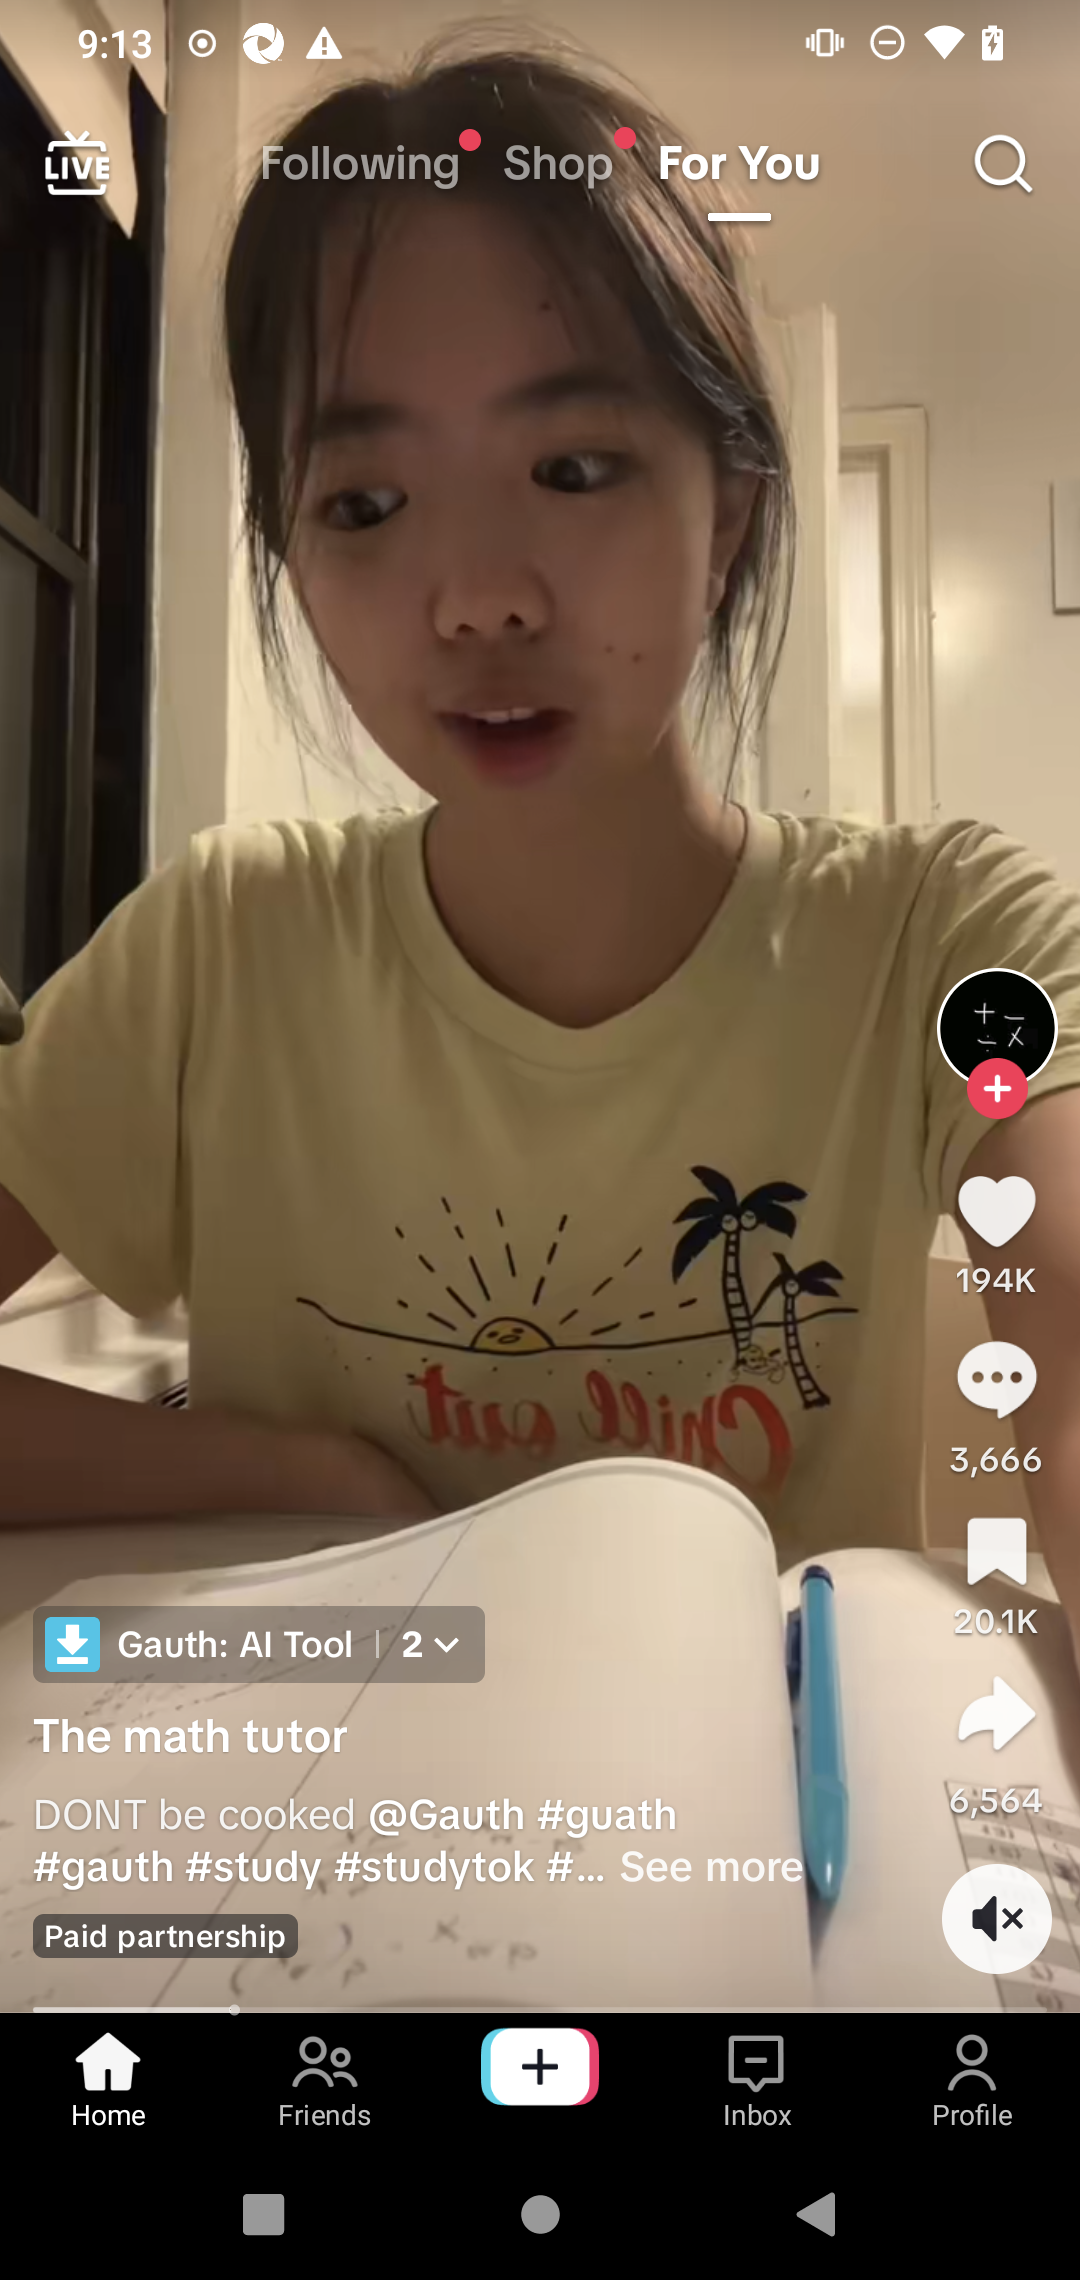 9:13
LIVE
Following
Shop
For You
194K
3,666
20.1K
6,564
Chill out
Gauth: AI Tool | 2
The math tutor
DONT be cooked @Gauth #guath
#gauth #study #studytok #... See more
Paid partnership
Home
Friends
Inbox
Profile